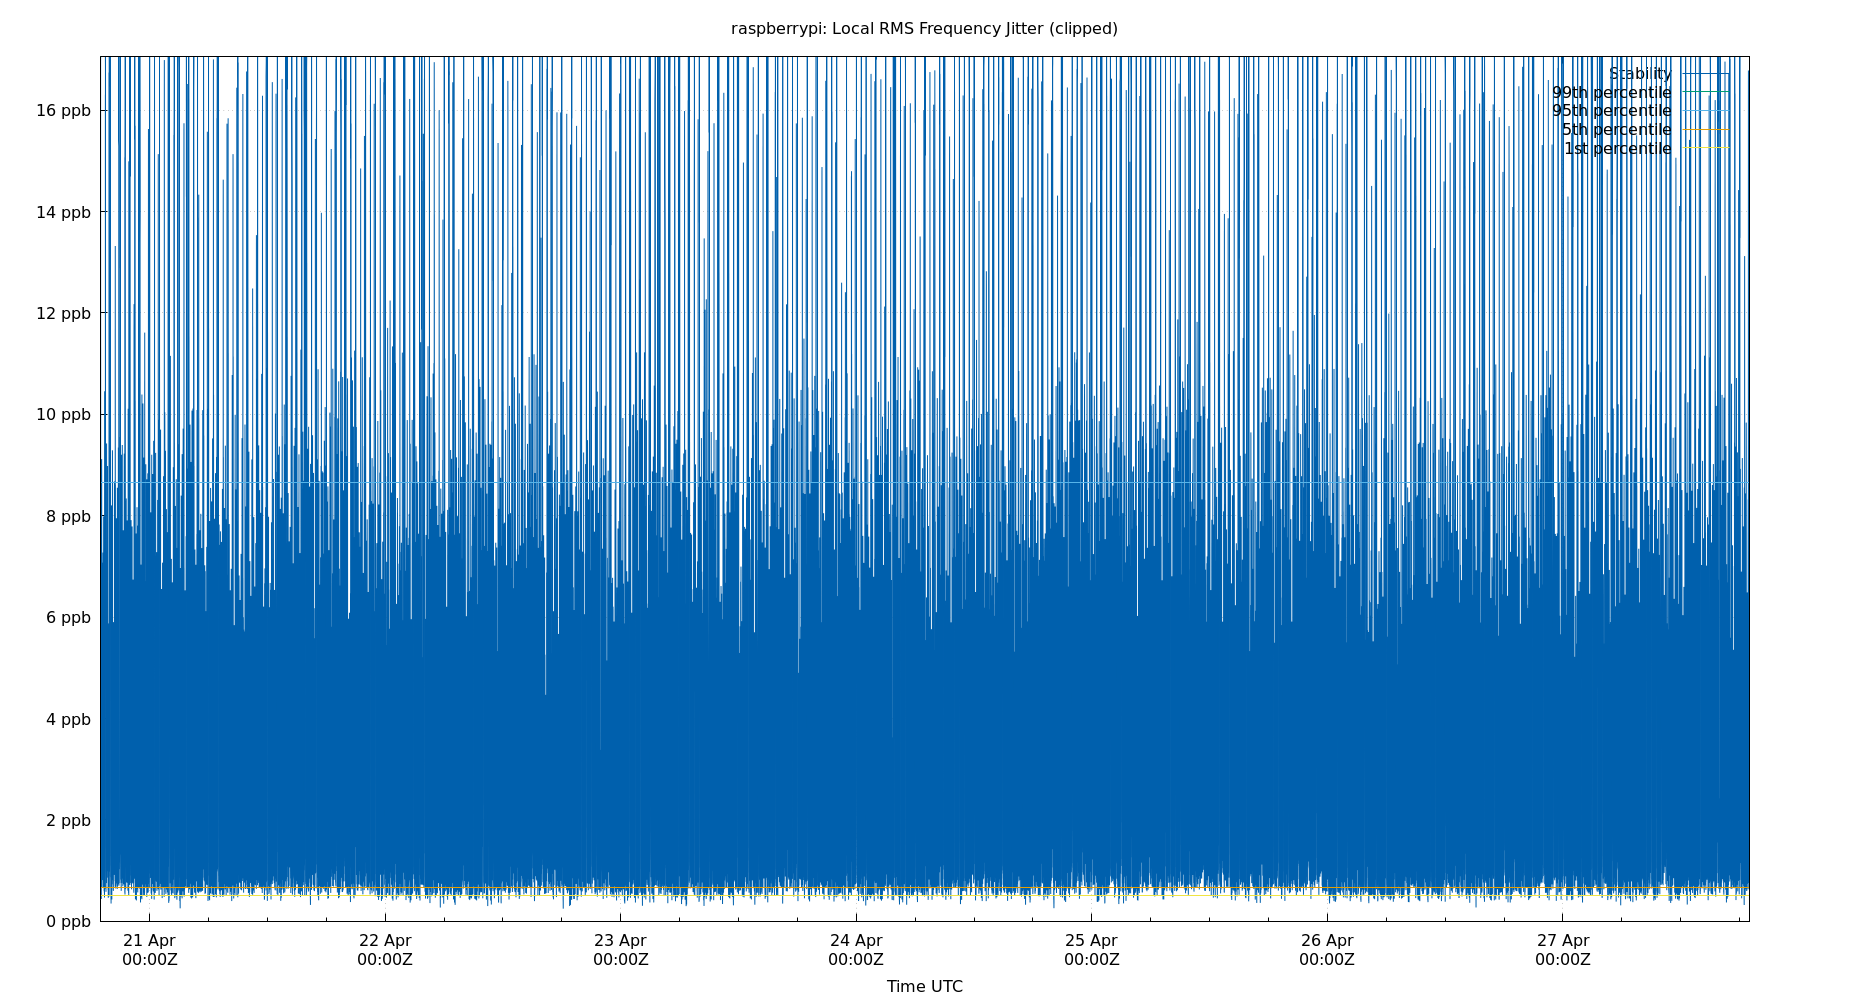 raspberrypi: Local RMS Frequency Jitter (clipped)
Stability
99th percentile
95th percentile
5th percentile
1st percentile
16 ppb
14 ppb
12 ppb
10 ppb
8 ppb
6 ppb
4 ppb
2 ppb
0 ppb
21 Apr 22 Apr 23 Apr 24 Apr 25 Apr 26 Apr 27 Apr
00:00Z 00:00Z 00:00Z 00:00Z 00:00Z 00:00Z 00:00Z
Time UTC